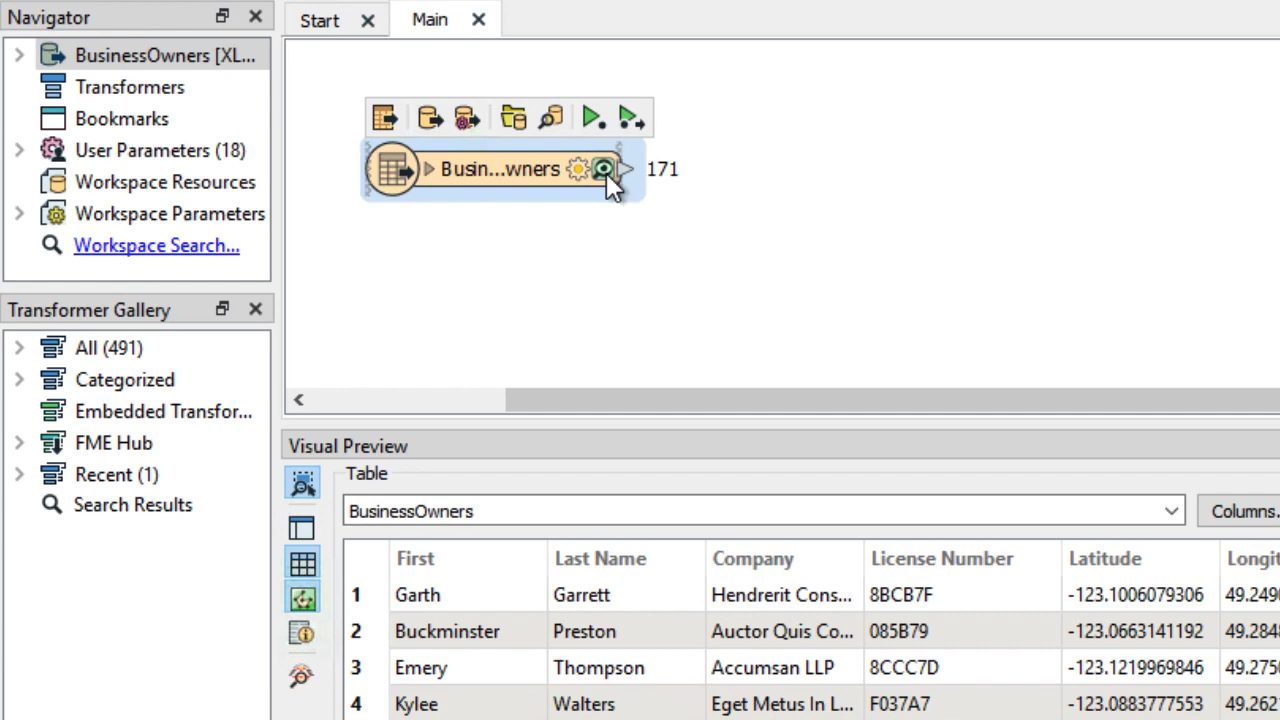 Navigator
BusinessOwners [XL...
Transformers
Bookmarks
User Parameters (18)
Workspace Resources
Workspace Parameters
Workspace Search...
Transformer Gallery
All (491)
Categorized
Embedded Transfor...
FME Hub
Recent (1)
Search Results
Start
Main
Busin...wners
171
Visual Preview
Table
BusinessOwners
Columns.
First Last Name Company License Number Latitude Longit
1 Garth Garrett Hendrerit Cons... 8BCB7F -123.1006079306 49.2490
2 Buckminster Preston Auctor Quis Co... 085B79 -123.0663141192 49.2848
3 Emery Thompson Accumsan LLP 8CCC7D -123.1219969846 49.2750
4 Kylee Walters Eget Metus In L... F037A7 -123.0883777553 49.262